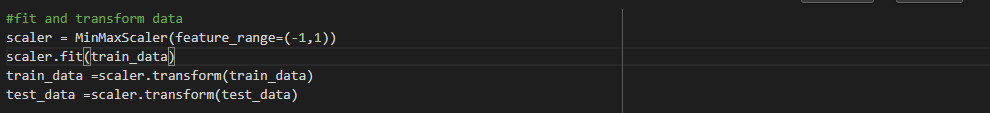 #fit and transform data
scaler = MinMaxScaler(feature_range=(-1,1))
scaler.fit(train_data)
train_data =scaler.transform(train_data)
test_data =scaler.transform(test_data)